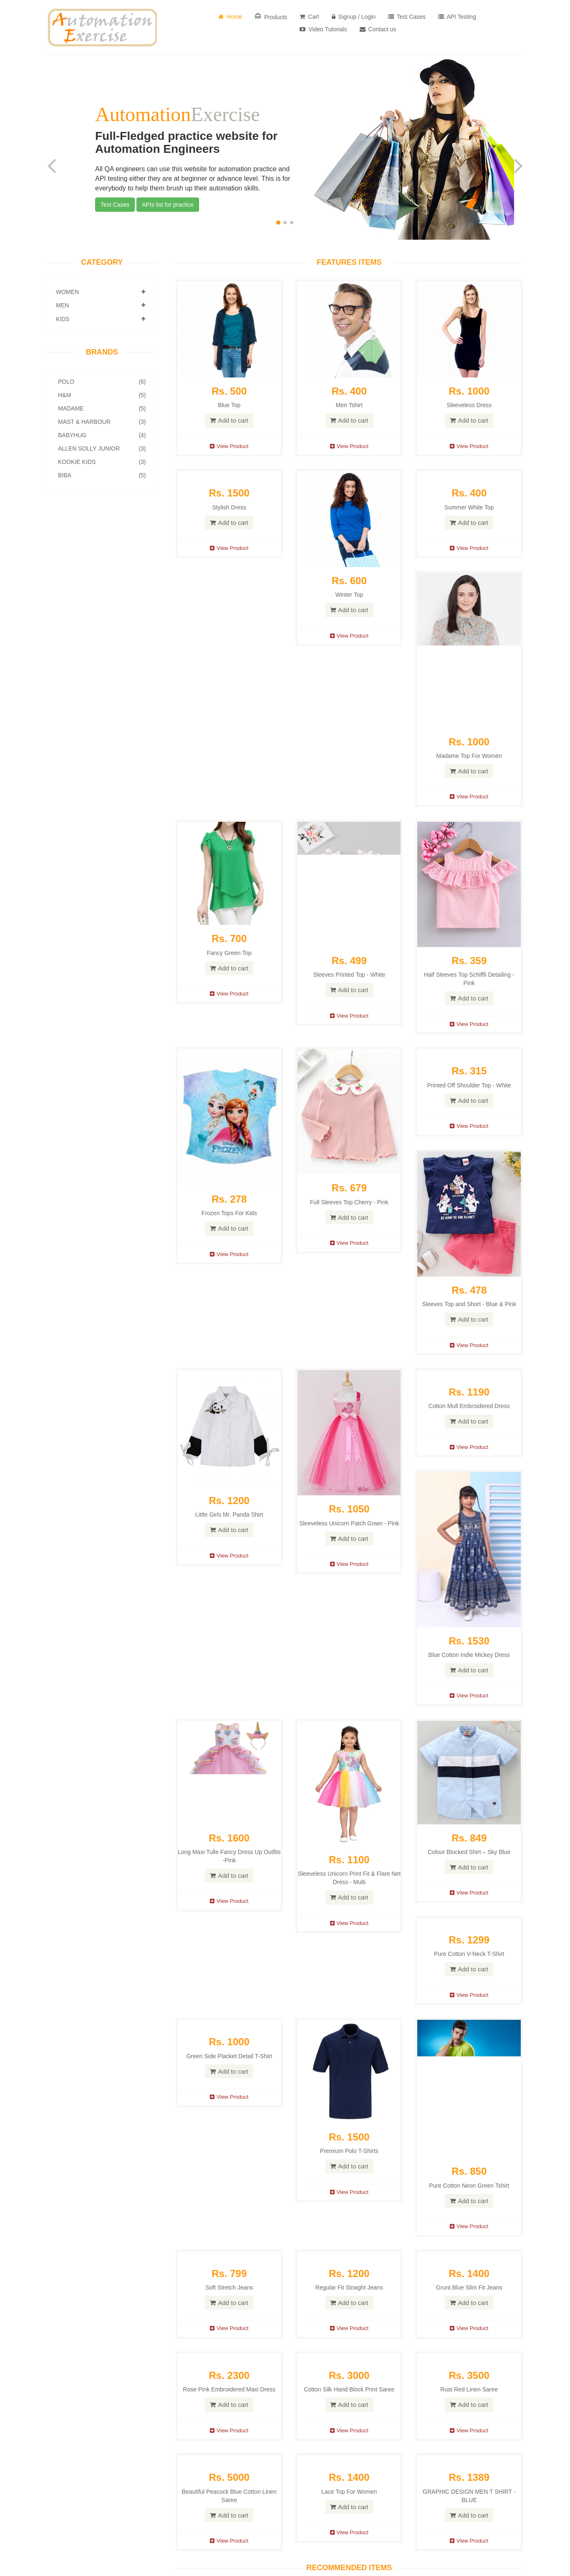 Automation
Exercise
Home
Products
Cart
Signup / Login
Test Cases
API Testing
Video Tutorials
Contact us
AutomationExercise
Full-Fledged practice website for
Automation Engineers
All QA engineers can use this website for automation practice and
API testing either they are at beginner or advance level. This is for
everybody to help them brush up their automation skills.
Test Cases
APIs list for practice
CATEGORY
WOMEN
MEN
KIDS
BRANDS
POLO (6)
H&M (5)
MADAME (5)
MAST & HARBOUR (3)
BABYHUG (4)
ALLEN SOLLY JUNIOR (3)
KOOKIE KIDS (3)
BIBA (5)
FEATURES ITEMS
Rs. 500
Blue Top
Add to cart
View Product
Rs. 400
Men Tshirt
Add to cart
View Product
Rs. 1000
Sleeveless Dress
Add to cart
View Product
Rs. 1500
Stylish Dress
Add to cart
View Product
Rs. 600
Winter Top
Add to cart
View Product
Rs. 400
Summer White Top
Add to cart
View Product
Rs. 1000
Madame Top For Women
Add to cart
View Product
Rs. 700
Fancy Green Top
Add to cart
View Product
Rs. 499
Sleeves Printed Top - White
Add to cart
View Product
Rs. 359
Half Sleeves Top Schiffli Detailing -
Pink
Add to cart
View Product
FROZEN
Rs. 278
Frozen Tops For Kids
Add to cart
View Product
Rs. 679
Full Sleeves Top Cherry - Pink
Add to cart
View Product
Rs. 315
Printed Off Shoulder Top - White
Add to cart
View Product
Rs. 478
Sleeves Top and Short - Blue & Pink
Add to cart
View Product
Rs. 1200
Little Girls Mr. Panda Shirt
Add to cart
View Product
Rs. 1050
Sleeveless Unicorn Patch Gown - Pink
Add to cart
View Product
Rs. 1190
Cotton Mull Embroidered Dress
Add to cart
View Product
Rs. 1530
Blue Cotton Indie Mickey Dress
Add to cart
View Product
Rs. 1600
Long Maxi Tulle Fancy Dress Up Outfits
-Pink
Add to cart
View Product
Rs. 1100
Sleeveless Unicorn Print Fit & Flare Net
Dress - Multi
Add to cart
View Product
Rs. 849
Colour Blocked Shirt – Sky Blue
Add to cart
View Product
Rs. 1299
Pure Cotton V-Neck T-Shirt
Add to cart
View Product
Rs. 1000
Green Side Placket Detail T-Shirt
Add to cart
View Product
Rs. 1500
Premium Polo T-Shirts
Add to cart
View Product
Rs. 850
Pure Cotton Neon Green Tshirt
Add to cart
View Product
Rs. 799
Soft Stretch Jeans
Add to cart
View Product
Rs. 1200
Regular Fit Straight Jeans
Add to cart
View Product
Rs. 1400
Grunt Blue Slim Fit Jeans
Add to cart
View Product
Rs. 2300
Rose Pink Embroidered Maxi Dress
Add to cart
View Product
Rs. 3000
Cotton Silk Hand Block Print Saree
Add to cart
View Product
Rs. 3500
Rust Red Linen Saree
Add to cart
View Product
Rs. 5000
Beautiful Peacock Blue Cotton Linen
Saree
Add to cart
View Product
Rs. 1400
Lace Top For Women
Add to cart
View Product
Rs. 1389
GRAPHIC DESIGN MEN T SHIRT -
BLUE
Add to cart
View Product
RECOMMENDED ITEMS